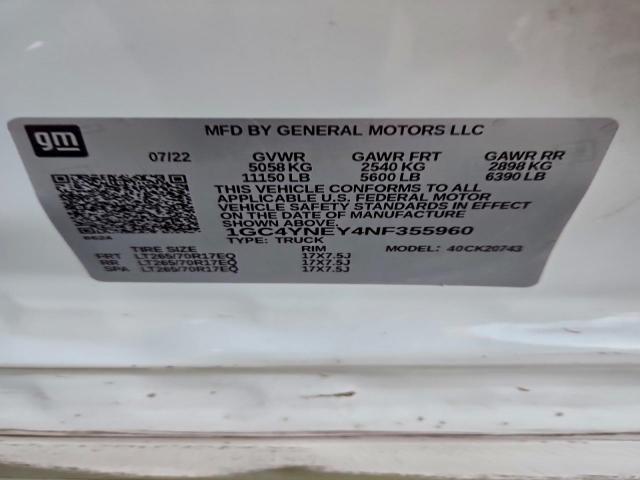 gm
MFD BY GENERAL MOTORS LLC
07/22 GVWR GAWR FRT GAWR RR
5058 KG 2540 KG 2898 KG
11150 LB 5600 LB 6390 LB
THIS VEHICLE CONFORMS TO ALL
APPLICABLE U.S. FEDERAL MOTOR
VEHICLE SAFETY STANDARDS IN EFFECT
ON THE DATE OF MANUFACTURE
SHOWN ABOVE.
1GC4YNEY4NF355960
TYPE: TRUCK MODEL: 40CK20743
TIRE SIZE RIM
FRT LT265/70R17EQ 17X7.5J
RR LT265/70R17EQ 17X7.5J
SPA LT265/70R17EQ 17X7.5J